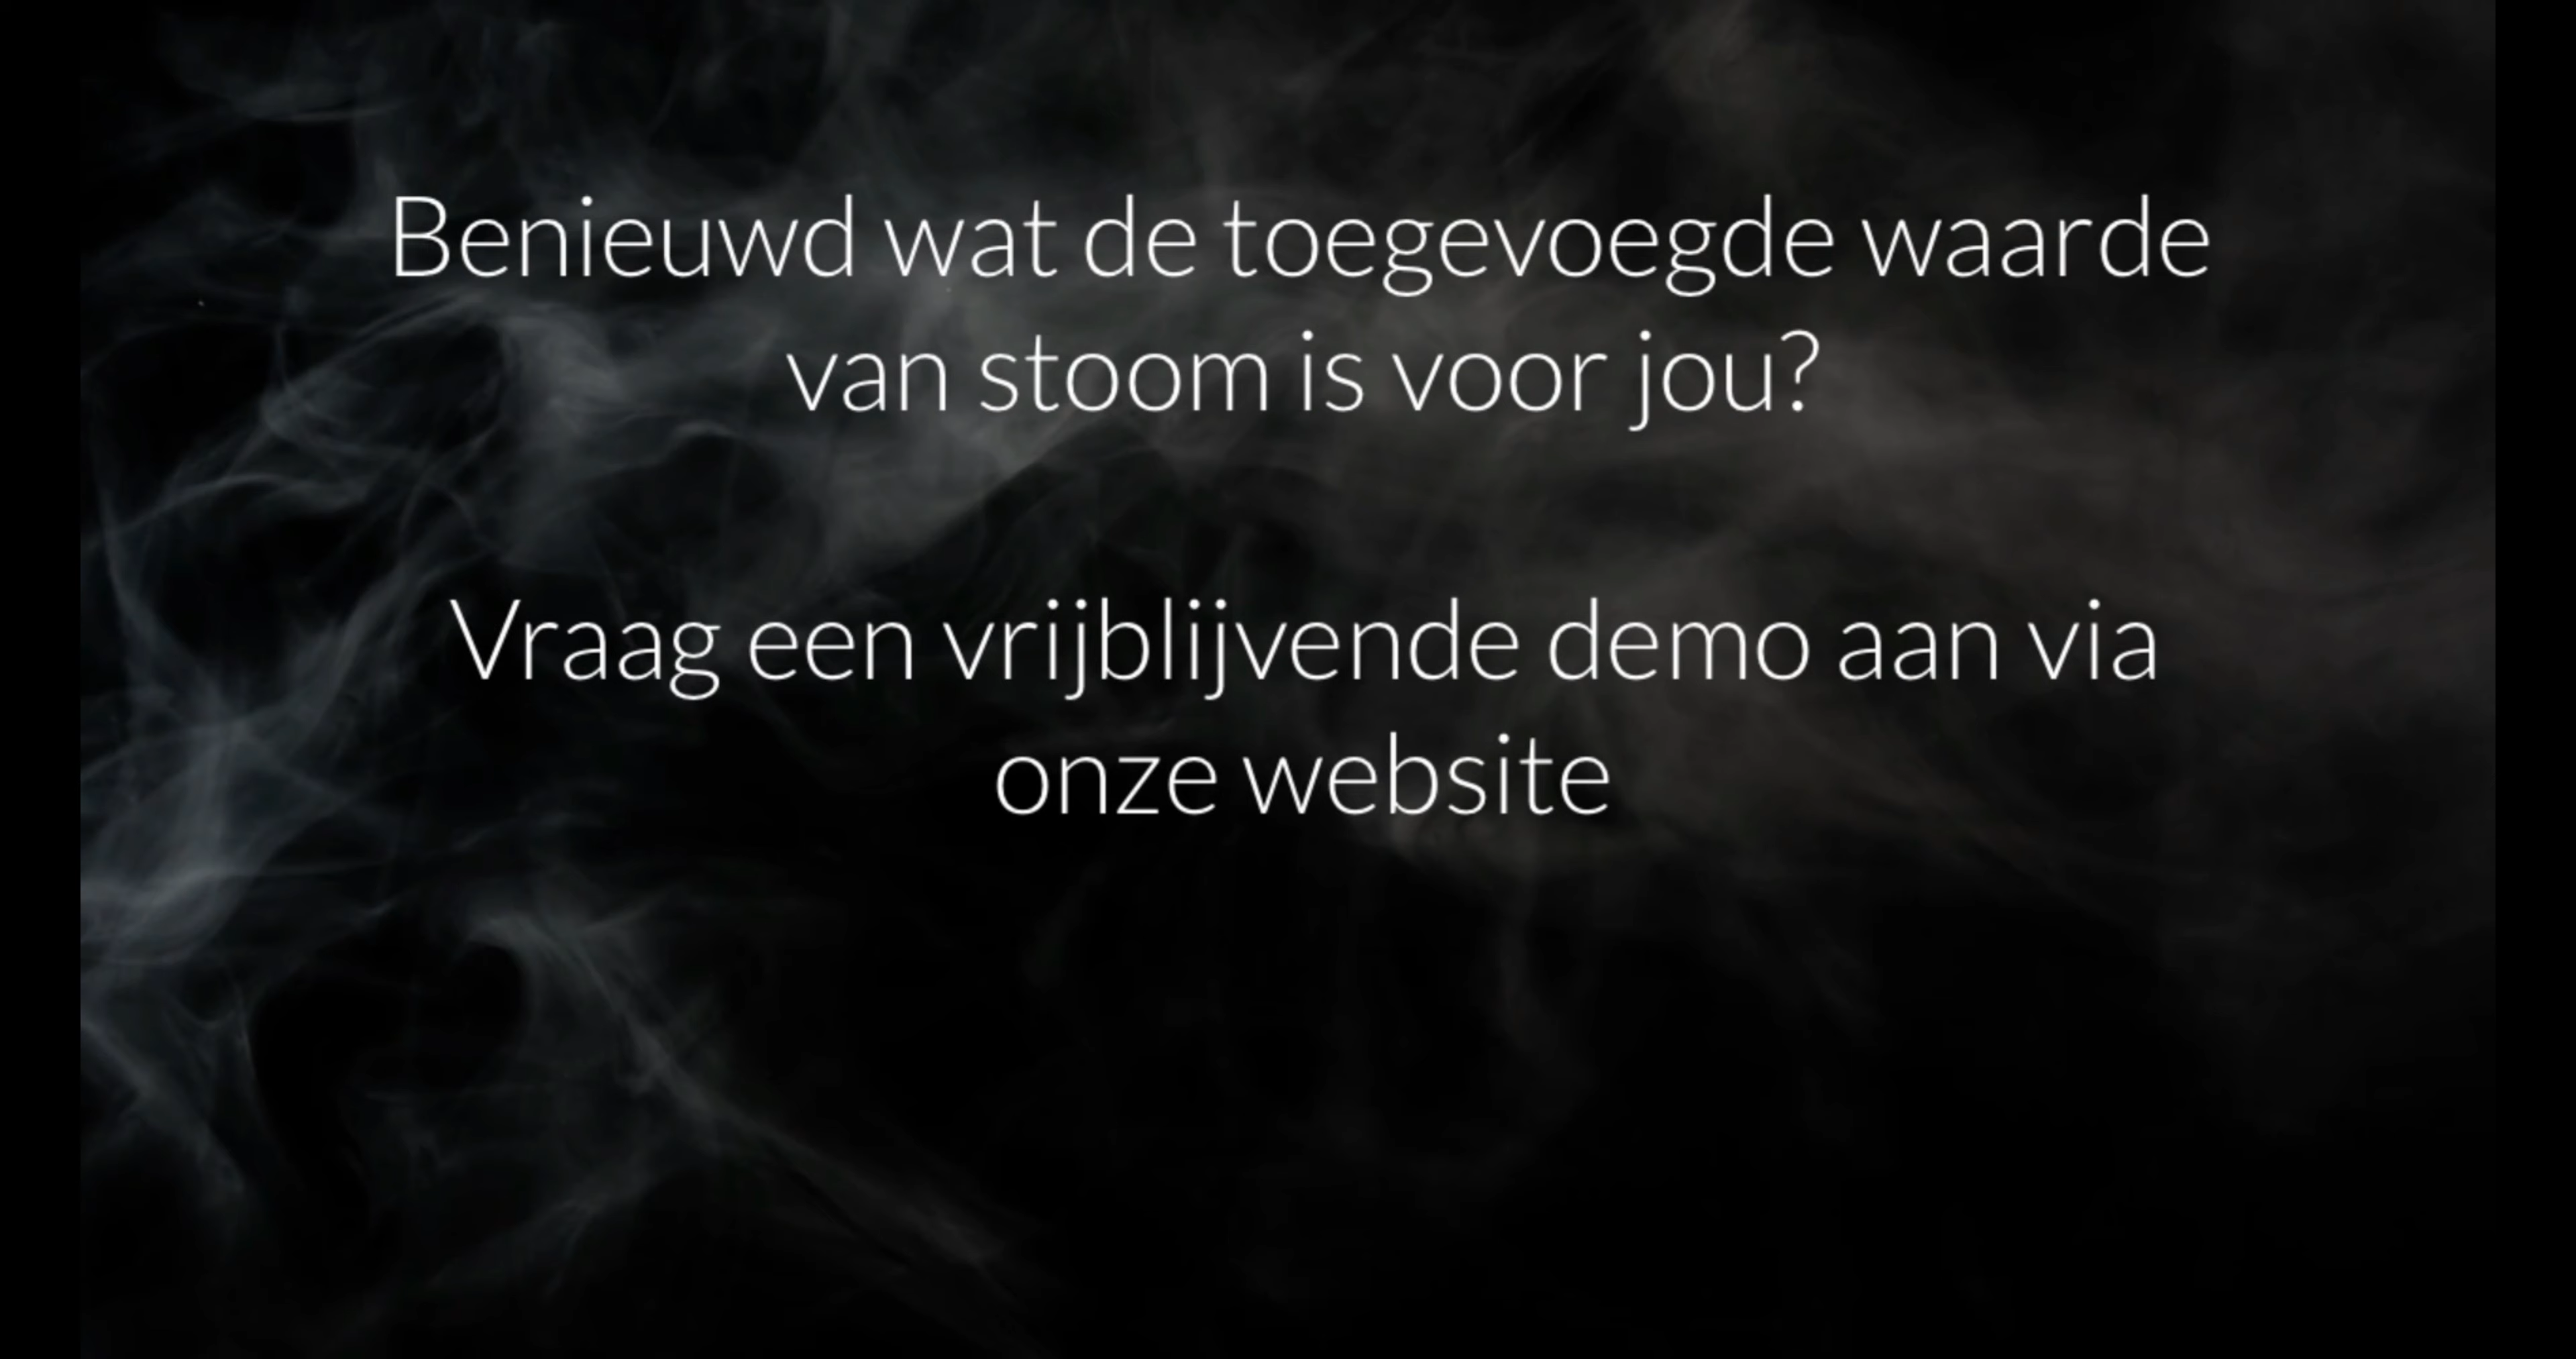 Benieuwd wat de toegevoegde waarde
van stoom is voor jou?
Vraag een vrijblijvende demo aan via
onze website